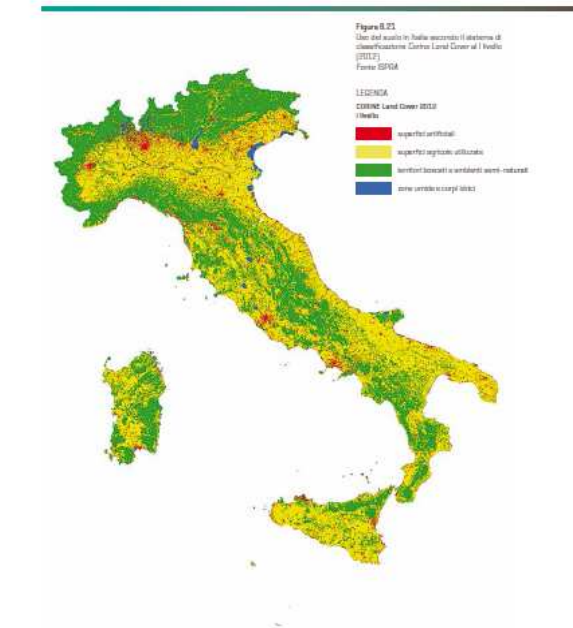 Figura 6.21
Uso del suolo in Italia secondo il sistema di
classificazione Corine Land Cover al I livello
(2012)
Fonte ISPRA
LEGENDA
CORINE Land Cover 2012
I livello
superfici artificiali
superfici agricole utilizzate
territori boscati e ambienti semi-naturali
zone umide e corpi idrici